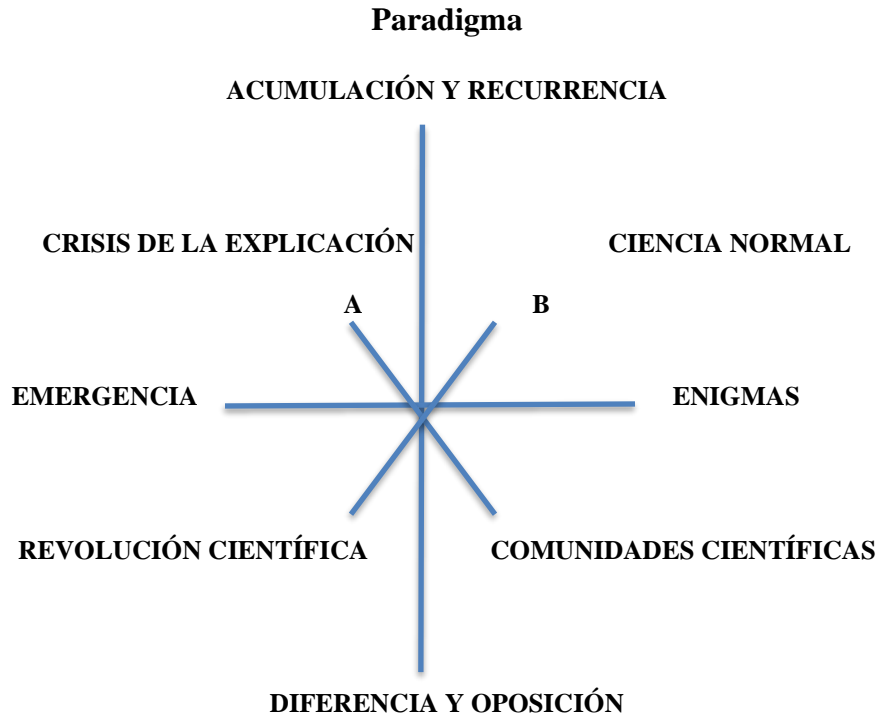 Paradigma
ACUMULACIÓN Y RECURRENCIA
CRISIS DE LA EXPLICACIÓN
CIENCIA NORMAL
A
B
EMERGENCIA
ENIGMAS
REVOLUCIÓN CIENTÍFICA
COMUNIDADES CIENTÍFICAS
DIFERENCIA Y OPOSICIÓN